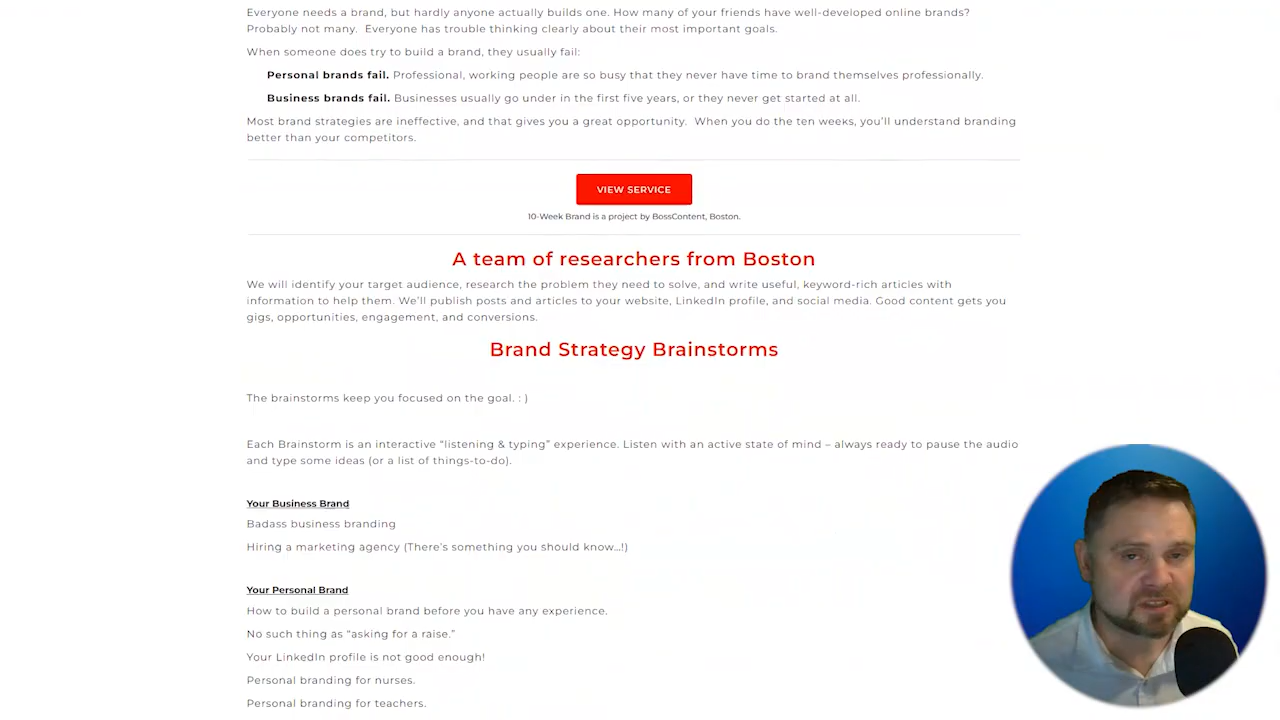 Everyone needs a brand, but hardly anyone actually builds one. How many of your friends have well-developed online brands?
Probably not many.  Everyone has trouble thinking clearly about their most important goals.
When someone does try to build a brand, they usually fail:
Personal brands fail. Professional, working people are so busy that they never have time to brand themselves professionally.
Business brands fail. Businesses usually go under in the first five years, or they never get started at all.
Most brand strategies are ineffective, and that gives you a great opportunity.  When you do the ten weeks, you'll understand branding
better than your competitors.
VIEW SERVICE
10-Week Brand is a project by BossContent, Boston.
A team of researchers from Boston
We will identify your target audience, research the problem they need to solve, and write useful, keyword-rich articles with
information to help them. We'll publish posts and articles to your website, LinkedIn profile, and social media. Good content gets you
gigs, opportunities, engagement, and conversions.
Brand Strategy Brainstorms
The brainstorms keep you focused on the goal. : )
Each Brainstorm is an interactive “listening & typing” experience. Listen with an active state of mind – always ready to pause the audio
and type some ideas (or a list of things-to-do).
Your Business Brand
Badass business branding
Hiring a marketing agency (There's something you should know...!)
Your Personal Brand
How to build a personal brand before you have any experience.
No such thing as “asking for a raise.”
Your LinkedIn profile is not good enough!
Personal branding for nurses.
Personal branding for teachers.